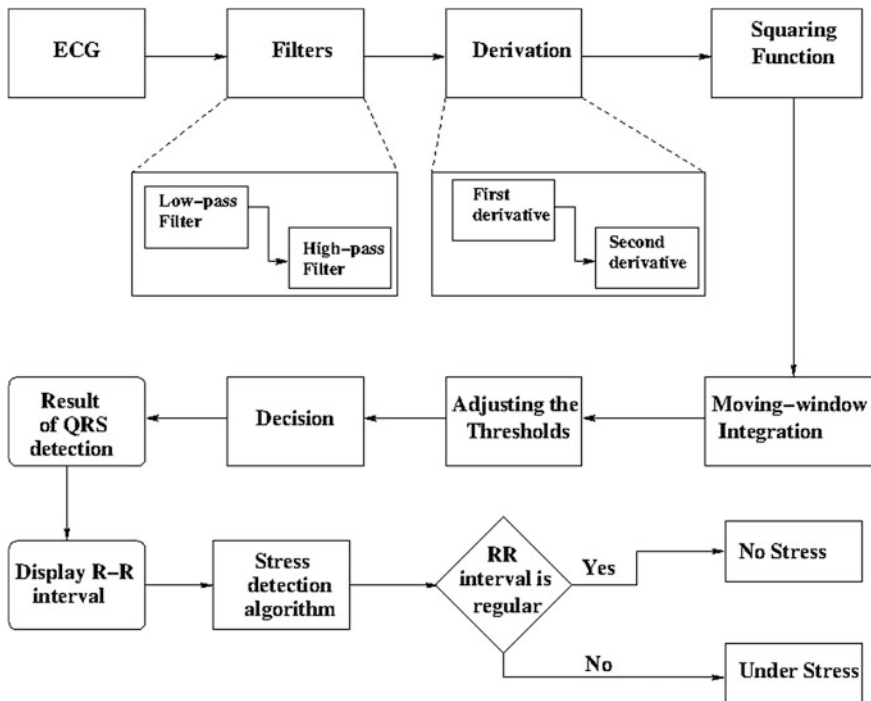 ECG
Filters
Derivation
Squaring
Function
Low-pass
Filter
High-pass
Filter
First
derivative
Second
derivative
Result
of QRS
detection
Decision
Adjusting the
Thresholds
Moving-window
Integration
Display R-R
interval
Stress
detection
algorithm
RR
interval is
regular
Yes
No Stress
No
Under Stress